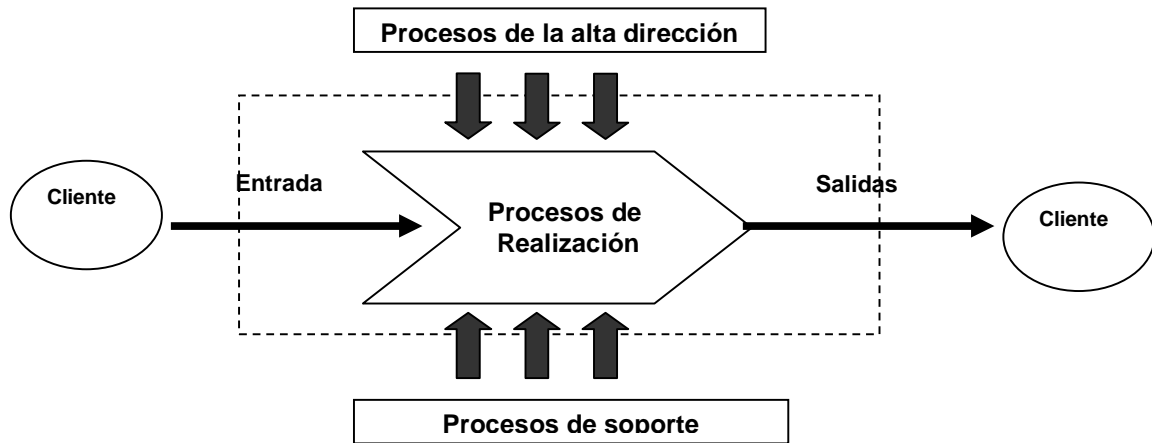 Procesos de la alta dirección
Entrada
Salidas
Cliente
Cliente
Procesos de
Realización
Procesos de soporte